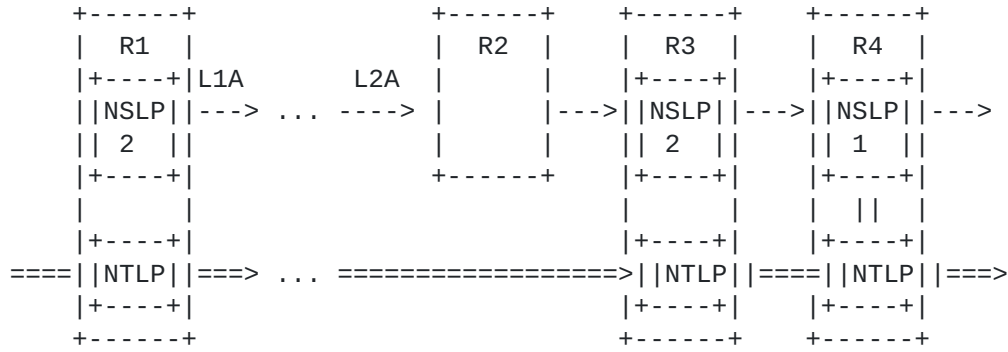 +------+                      +------+     +------+    +------+
|  R1  |                      |  R2  |     |  R3  |    |  R4  |
|+----+|L1A       L2A         |      |     |+----+|    |+----+|
||NSLP||---> ... ---->        |      |---->||NSLP||--->||NSLP||--->
|| 2  ||                      |      |     || 2  ||    || 1  ||
|+----+|                      +------+     |+----+|    |+----+|
|      |                                   |      |    |  ||  |
|+----+|                                   |+----+|    |+----+|
====||NTLP||===> ... ==================>||NTLP||====||NTLP||===>
|+----+|                                   |+----+|    |+----+|
+------+                                   +------+    +------+